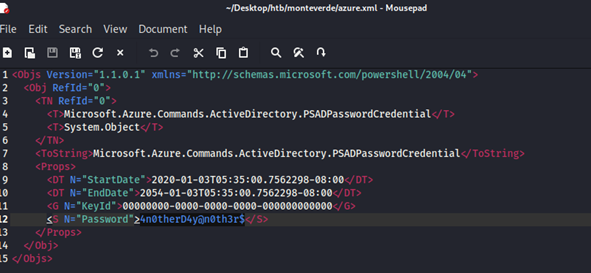 ~/Desktop/htb/monteverde/azure.xml - Mousepad
File Edit Search View Document Help
1 <Objs Version="1.1.0.1" xmlns="http://schemas.microsoft.com/powershell/2004/04">
2 <Obj RefId="0">
3 <TN RefId="0">
4 <T>Microsoft.Azure.Commands.ActiveDirectory.PSADPasswordCredential</T>
5 <T>System.Object</T>
6 </TN>
7 <ToString>Microsoft.Azure.Commands.ActiveDirectory.PSADPasswordCredential</ToString>
8 <Props>
9 <DT N="StartDate">2020-01-03T05:35:00.7562298-08:00</DT>
10 <DT N="EndDate">2054-01-03T05:35:00.7562298-08:00</DT>
11 <G N="KeyId">00000000-0000-0000-0000-000000000000</G>
12 <S N="Password">4n0therD4y@n0th3r$</S>
13 </Props>
14 </Obj>
15 </Objs>